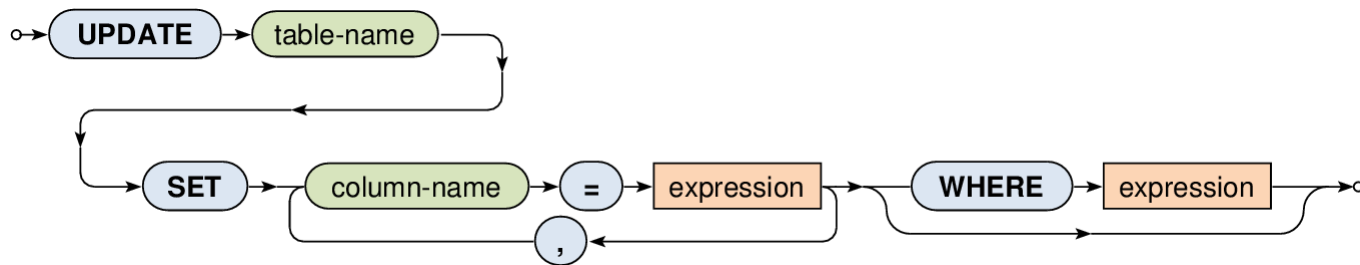 UPDATE table-name
SET column-name = expression WHERE expression
,